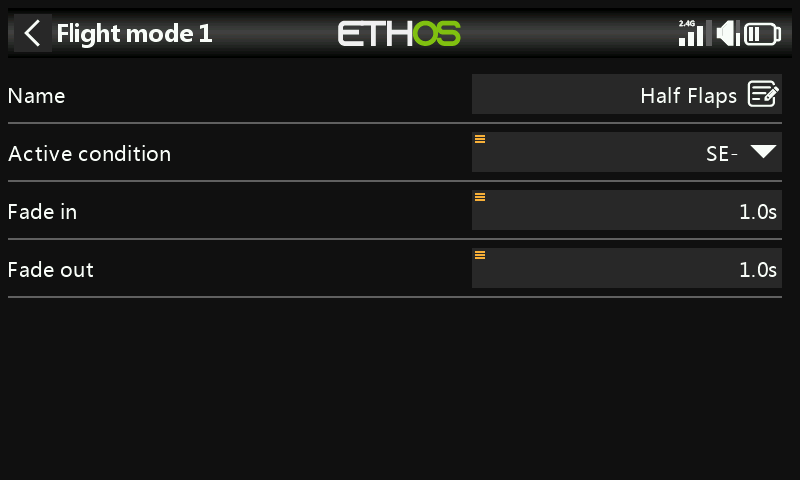 Flight mode 1
ETHOS
2.4G
Name
Half Flaps
Active condition
SE-
Fade in
1.0s
Fade out
1.0s